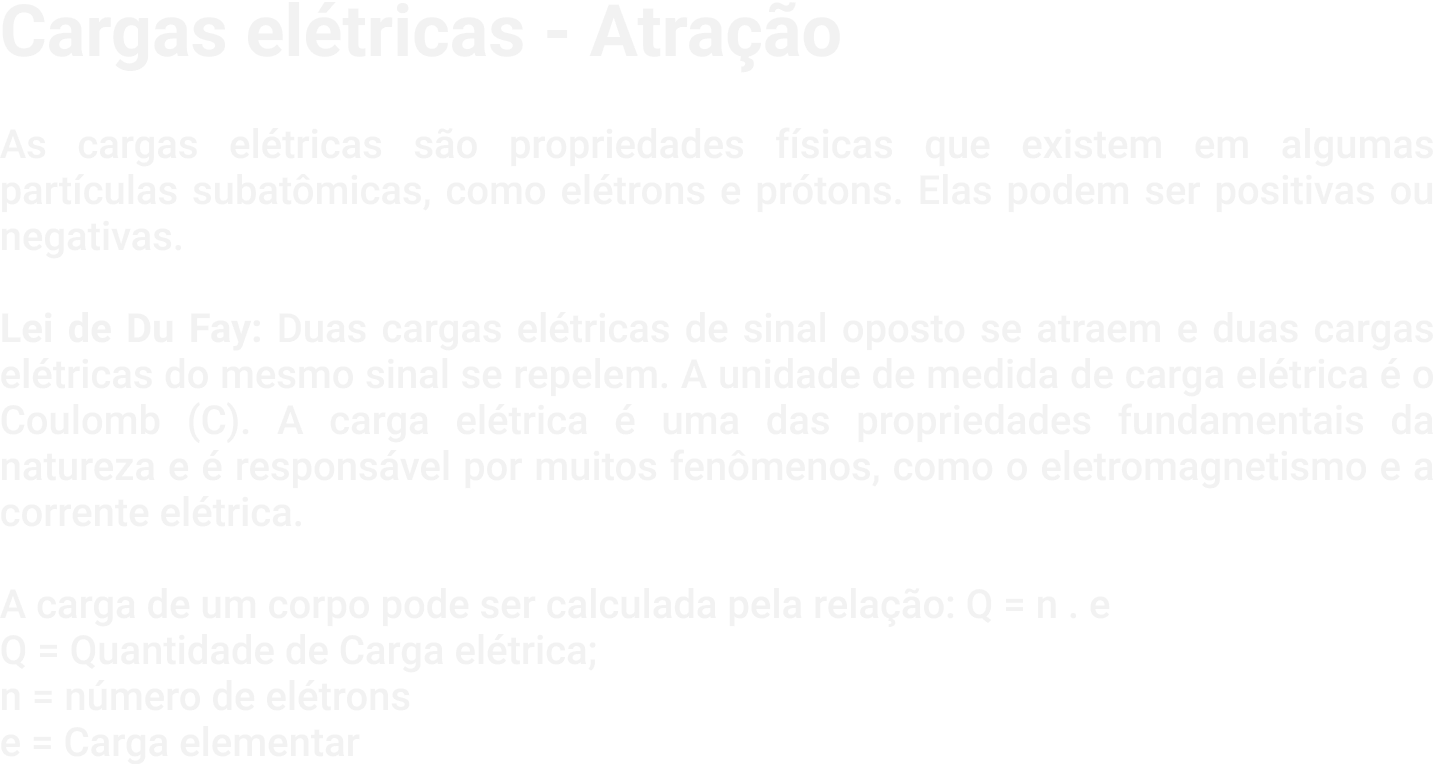 Cargas elétricas - Atração
As cargas elétricas são propriedades físicas que existem em algumas
partículas subatômicas, como elétrons e prótons. Elas podem ser positivas ou
negativas.
Lei de Du Fay: Duas cargas elétricas de sinal oposto se atraem e duas cargas
elétricas do mesmo sinal se repelem. A unidade de medida de carga elétrica é o
Coulomb (C). A carga elétrica é uma das propriedades fundamentais da
natureza e é responsável por muitos fenômenos, como o eletromagnetismo e a
corrente elétrica.
A carga de um corpo pode ser calculada pela relação: Q = n . e
Q = Quantidade de Carga elétrica;
n = número de elétrons
e = Carga elementar